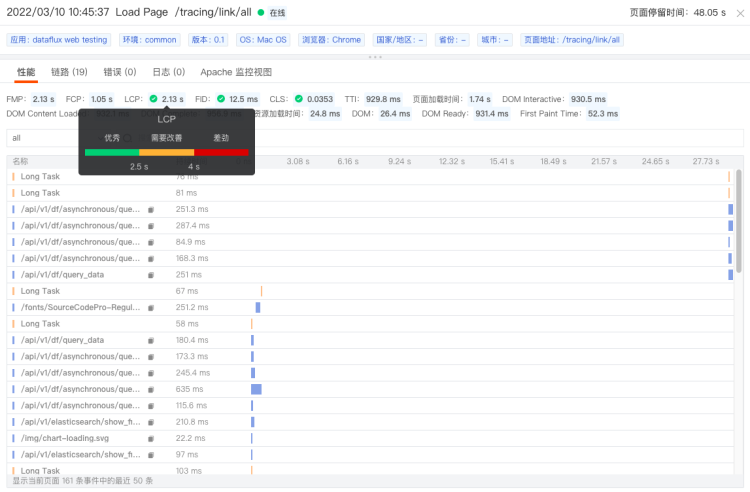 2022/03/10 10:45:37 Load Page /tracing/link/all 在线 页面停留时间: 48.05 s
应用: dataflux web testing 环境: common 版本: 0.1 OS: Mac OS 浏览器: Chrome 国家/地区: - 省份: - 城市: - 页面地址: /tracing/link/all
性能 链路 (19) 错误 (0) 日志 (0) Apache 监控视图
FMP: 2.13 s FCP: 1.05 s LCP: 2.13 s FID: 12.5 ms CLS: 0.0353 TTI: 929.8 ms 页面加载时间: 1.74 s DOM Interactive: 930.5 ms
DOM Content Loade 资源加载时间: 24.8 ms DOM: 26.4 ms DOM Ready: 931.4 ms First Paint Time: 52.3 ms
LCP
优秀 需要改善 差劲
2.5 s 4 s
all
名称 3.08 s 6.16 s 9.24 s 12.32 s 15.41 s 18.49 s 21.57 s 24.65 s 27.73 s
Long Task 76 ms
Long Task 81 ms
/api/v1/df/asynchronous/que... 251.3 ms
/api/v1/df/asynchronous/que... 287.4 ms
/api/v1/df/asynchronous/que... 84.9 ms
/api/v1/df/asynchronous/que... 168.3 ms
/api/v1/df/query_data 251 ms
Long Task 67 ms
/fonts/SourceCodePro-Regul... 251.2 ms
Long Task 58 ms
/api/v1/df/query_data 180.4 ms
/api/v1/df/asynchronous/que... 173.3 ms
/api/v1/df/asynchronous/que... 245.4 ms
/api/v1/df/asynchronous/que... 635 ms
/api/v1/df/asynchronous/que... 115.6 ms
/api/v1/elasticsearch/show_fi... 210.8 ms
/img/chart-loading.svg 22.2 ms
/api/v1/elasticsearch/show_fi... 97 ms
Long Task 103 ms
显示当前页面 161 条事件中的最近 50 条